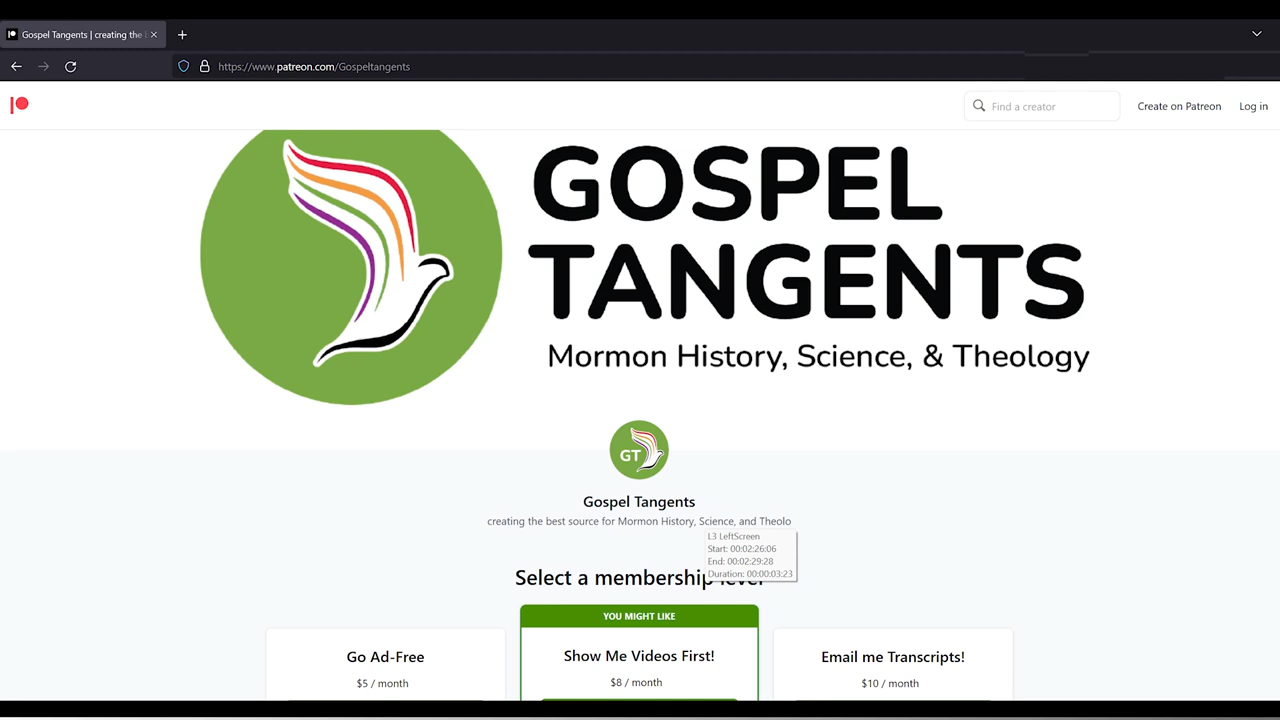 Gospel Tangents | creating the
https://www.patreon.com/Gospeltangents
Find a creator
Create on Patreon
Log in
GOSPEL
TANGENTS
Mormon History, Science, & Theology
GT
Gospel Tangents
creating the best source for Mormon History, Science, and Theolo
L3 LeftScreen
Start: 00:02:26:06
End: 00:02:29:28
Duration: 00:00:03:23
Select a membership level
YOU MIGHT LIKE
Go Ad-Free
$5 / month
Show Me Videos First!
$8 / month
Email me Transcripts!
$10 / month